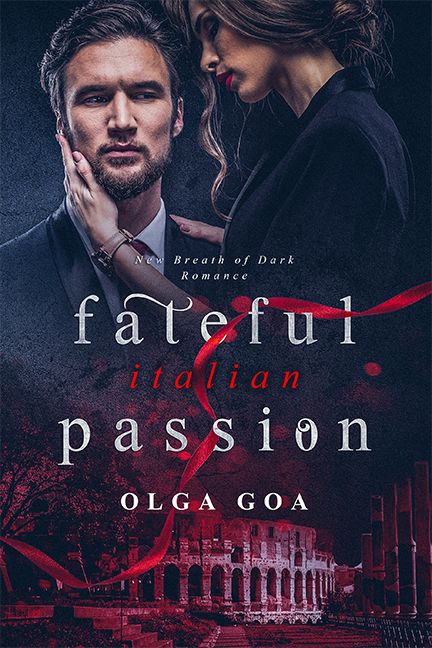 New Breath of Dark
Romance
fateful
italian
passion
OLGA GOA